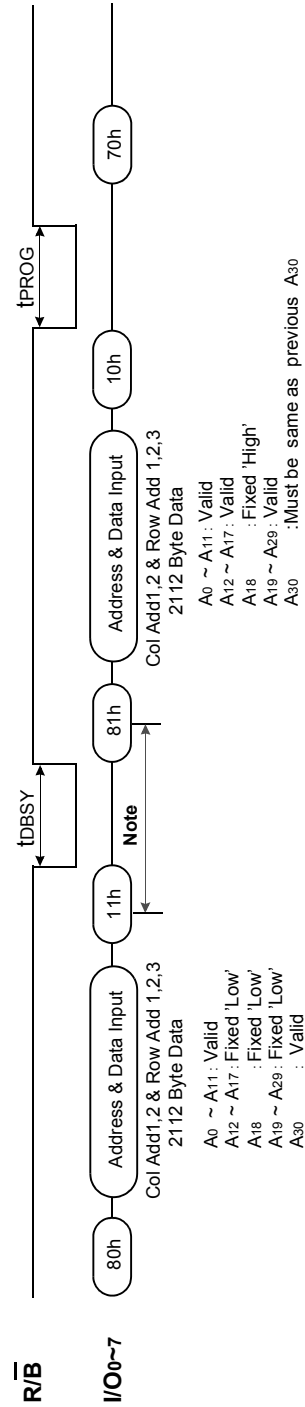 R/B
tDBSY
tPROG
I/O0~7
80h
Address & Data Input
11h
81h
Address & Data Input
10h
70h
Note
Col Add1,2 & Row Add 1,2,3
2112 Byte Data
A0 ~ A11 : Valid
A12 ~ A17 : Fixed 'Low'
A18 : Fixed 'Low'
A19 ~ A29 : Fixed 'Low'
A30 : Valid
Col Add1,2 & Row Add 1,2,3
2112 Byte Data
A0 ~ A11 : Valid
A12 ~ A17 : Valid
A18 : Fixed 'High'
A19 ~ A29 : Valid
A30 :Must be same as previous A30